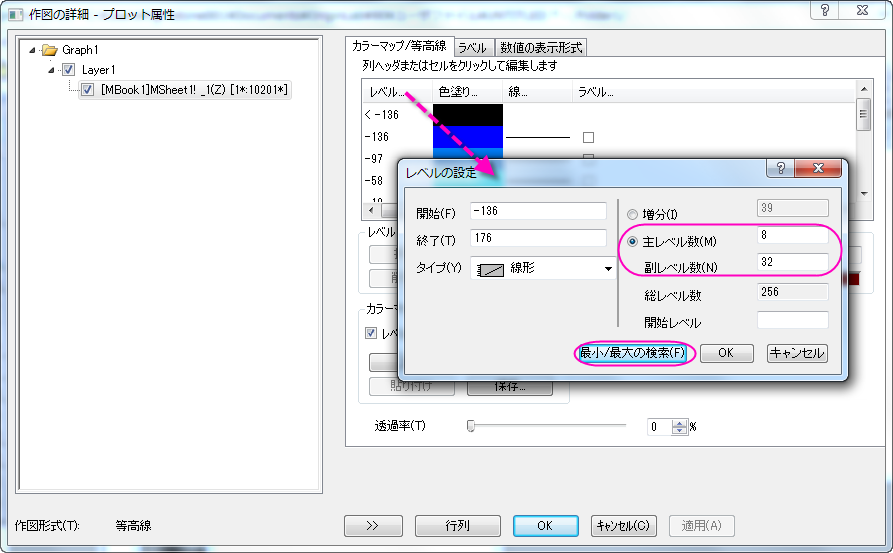 作図の詳細 - プロット属性
Graph1
Layer1
[MBook1]MSheet1! _1(Z) [1*:10201*]
カラーマップ/等高線
ラベル
数値の表示形式
列ヘッダまたはセルをクリックして編集します
レベル...
色塗り...
線...
ラベル...
< -136
-136
-97
-58
レベルの設定
開始(F)
-136
終了(T)
176
タイプ(Y)
線形
増分(I)
39
主レベル数(M)
8
副レベル数(N)
32
総レベル数
256
開始レベル
最小/最大の検索(F)
OK
キャンセル
レベル
カラーマ
レベ
貼り付け
保存...
透過率(T)
0
%
作図形式(T):
等高線
>>
行列
OK
キャンセル(C)
適用(A)